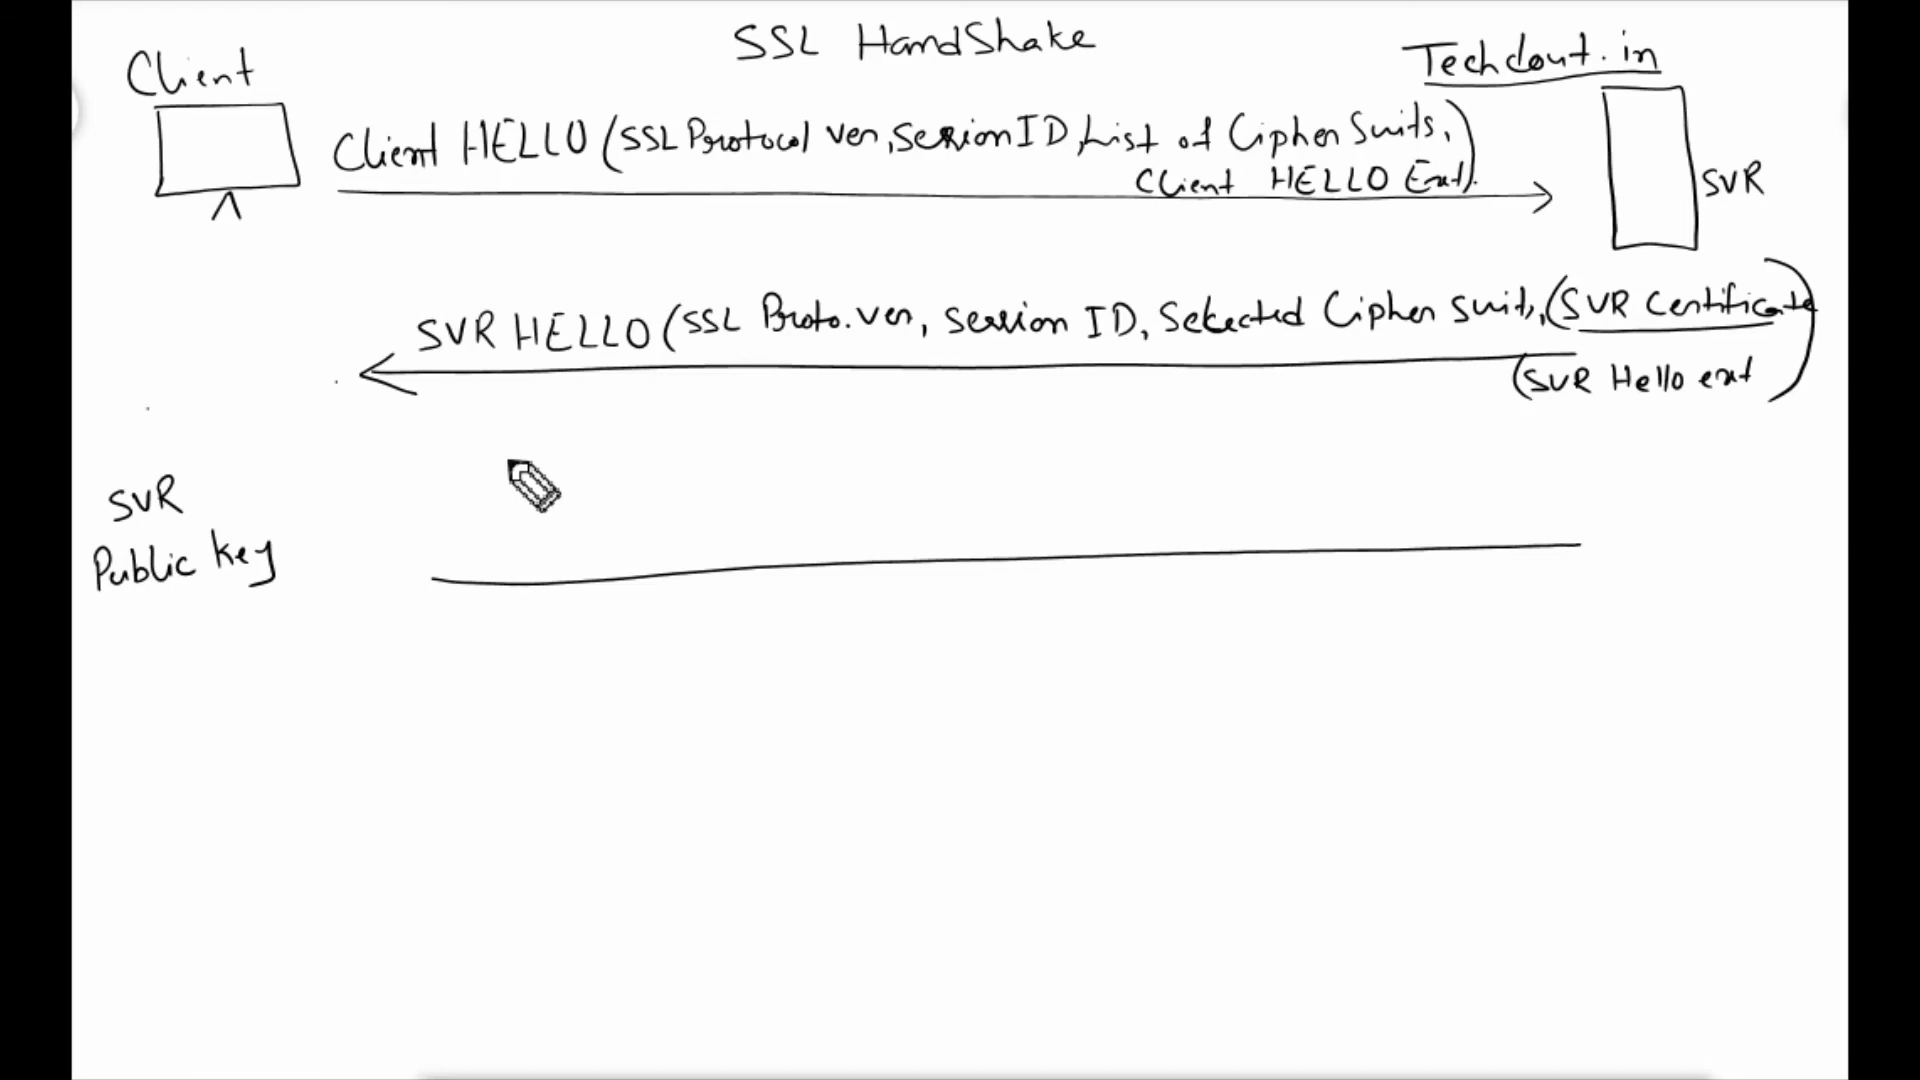 SSL HandShake
Client
Techclout.in
Client HELLO (SSL Protocol ver, Session ID, List of Cipher Suits,
Client HELLO Ext).
SVR
SVR HELLO (SSL Proto. ver, Session ID, Selected Cipher Suit, (SVR Certificate
(SVR Hello ext)
SVR
Public key